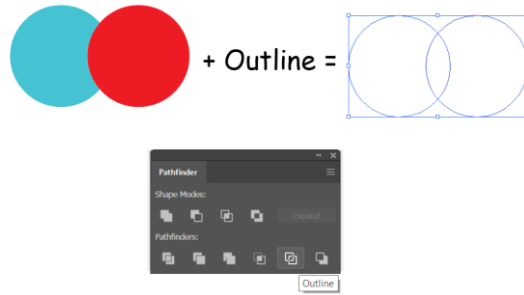 + Outline =
Pathfinder
Shape Modes:
Expand
Pathfinders:
Outline